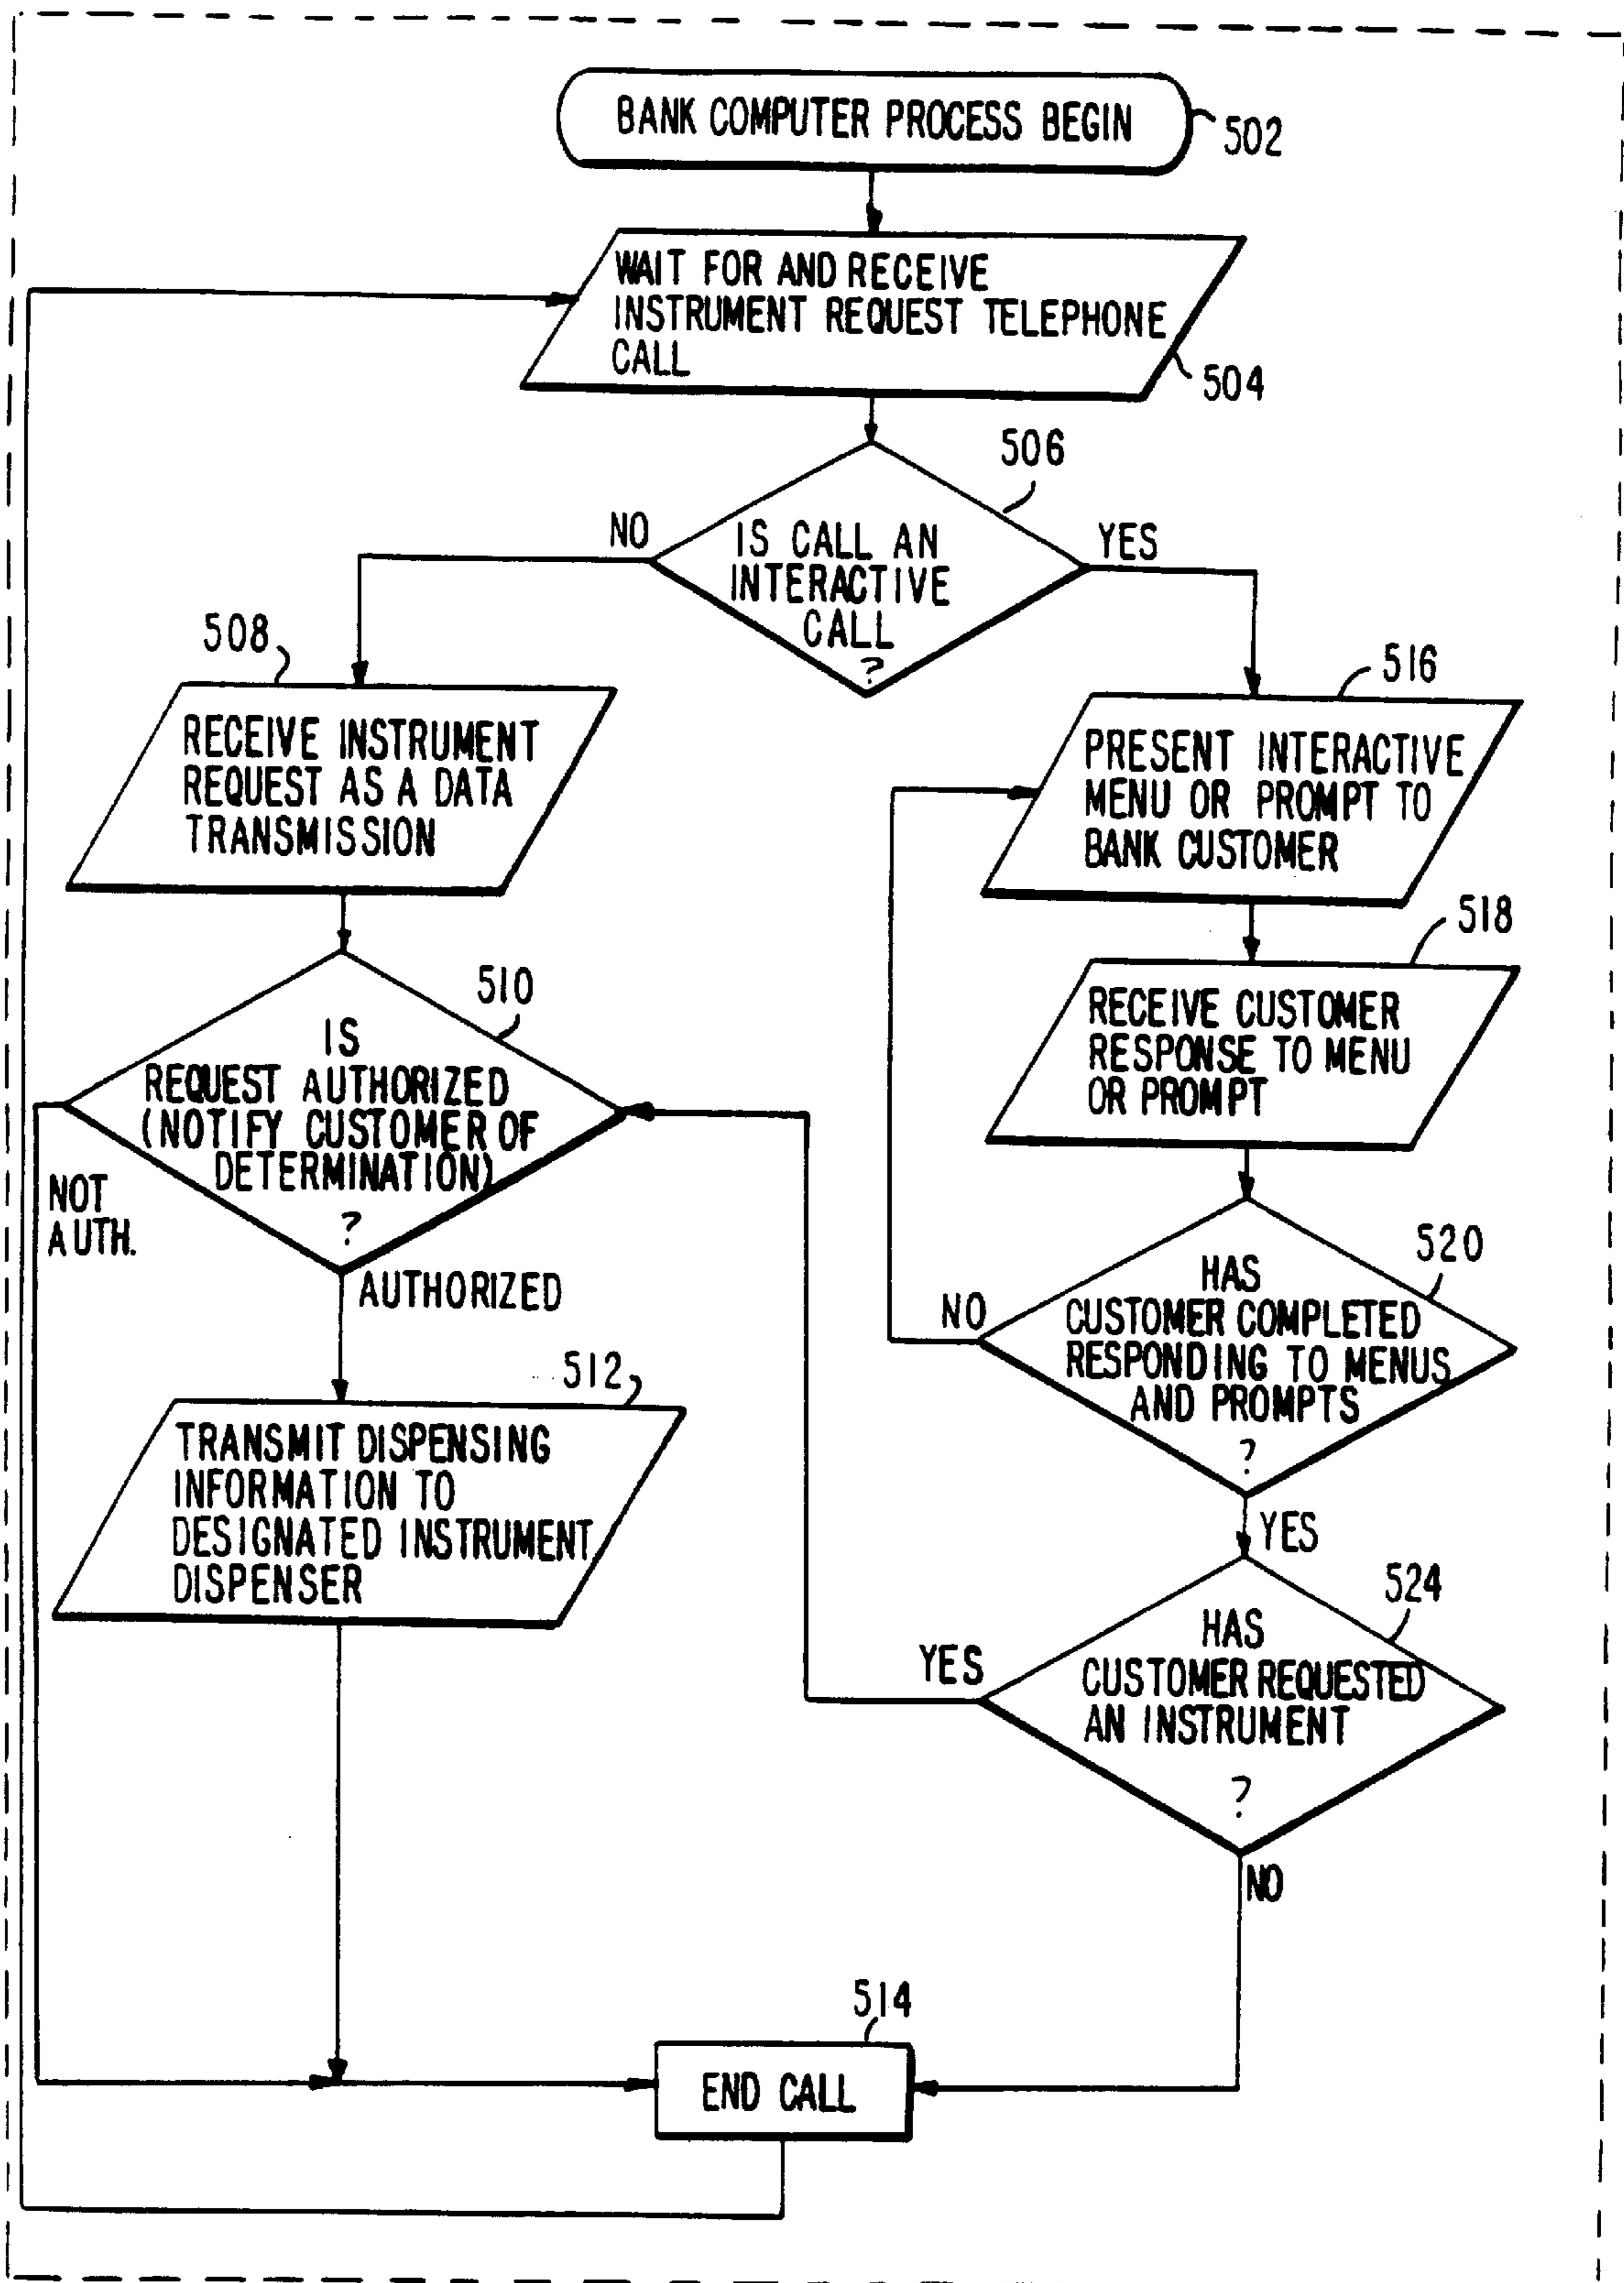 BANK COMPUTER PROCESS BEGIN
502
WAIT FOR AND RECEIVE
INSTRUMENT REQUEST TELEPHONE
CALL
504
506
NO
IS CALL AN
INTERACTIVE
CALL
?
YES
508
RECEIVE INSTRUMENT
REQUEST AS A DATA
TRANSMISSION
516
PRESENT INTERACTIVE
MENU OR PROMPT TO
BANK CUSTOMER
518
RECEIVE CUSTOMER
RESPONSE TO MENU
OR PROMPT
510
IS
REQUEST AUTHORIZED
(NOTIFY CUSTOMER OF
DETERMINATION)
?
NOT
AUTH.
AUTHORIZED
520
NO
HAS
CUSTOMER COMPLETED
RESPONDING TO MENUS
AND PROMPTS
?
YES
512
TRANSMIT DISPENSING
INFORMATION TO
DESIGNATED INSTRUMENT
DISPENSER
524
YES
HAS
CUSTOMER REQUESTED
AN INSTRUMENT
?
NO
514
END CALL